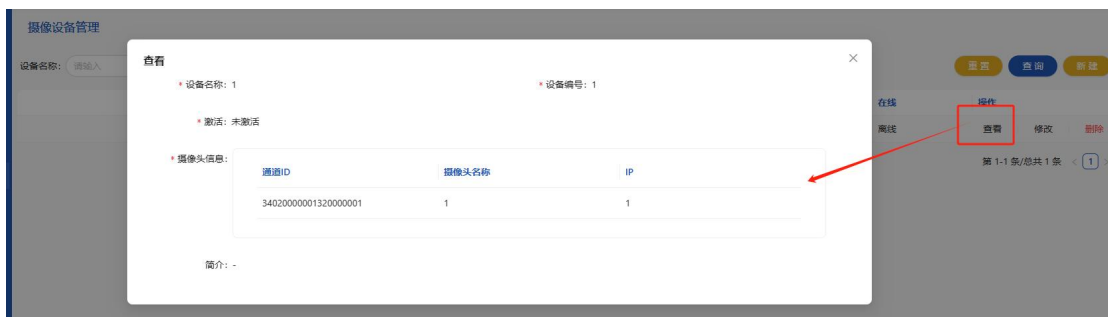 摄像设备管理
设备名称: 请输入 重置 查询 新建
查看
* 设备名称: 1 * 设备编号: 1
在线 操作
* 激活: 未激活
离线 查看 修改 删除
* 摄像头信息:
第 1-1 条/总共 1 条 < 1 >
通道ID 摄像头名称 IP
34020000001320000001 1 1
简介: -